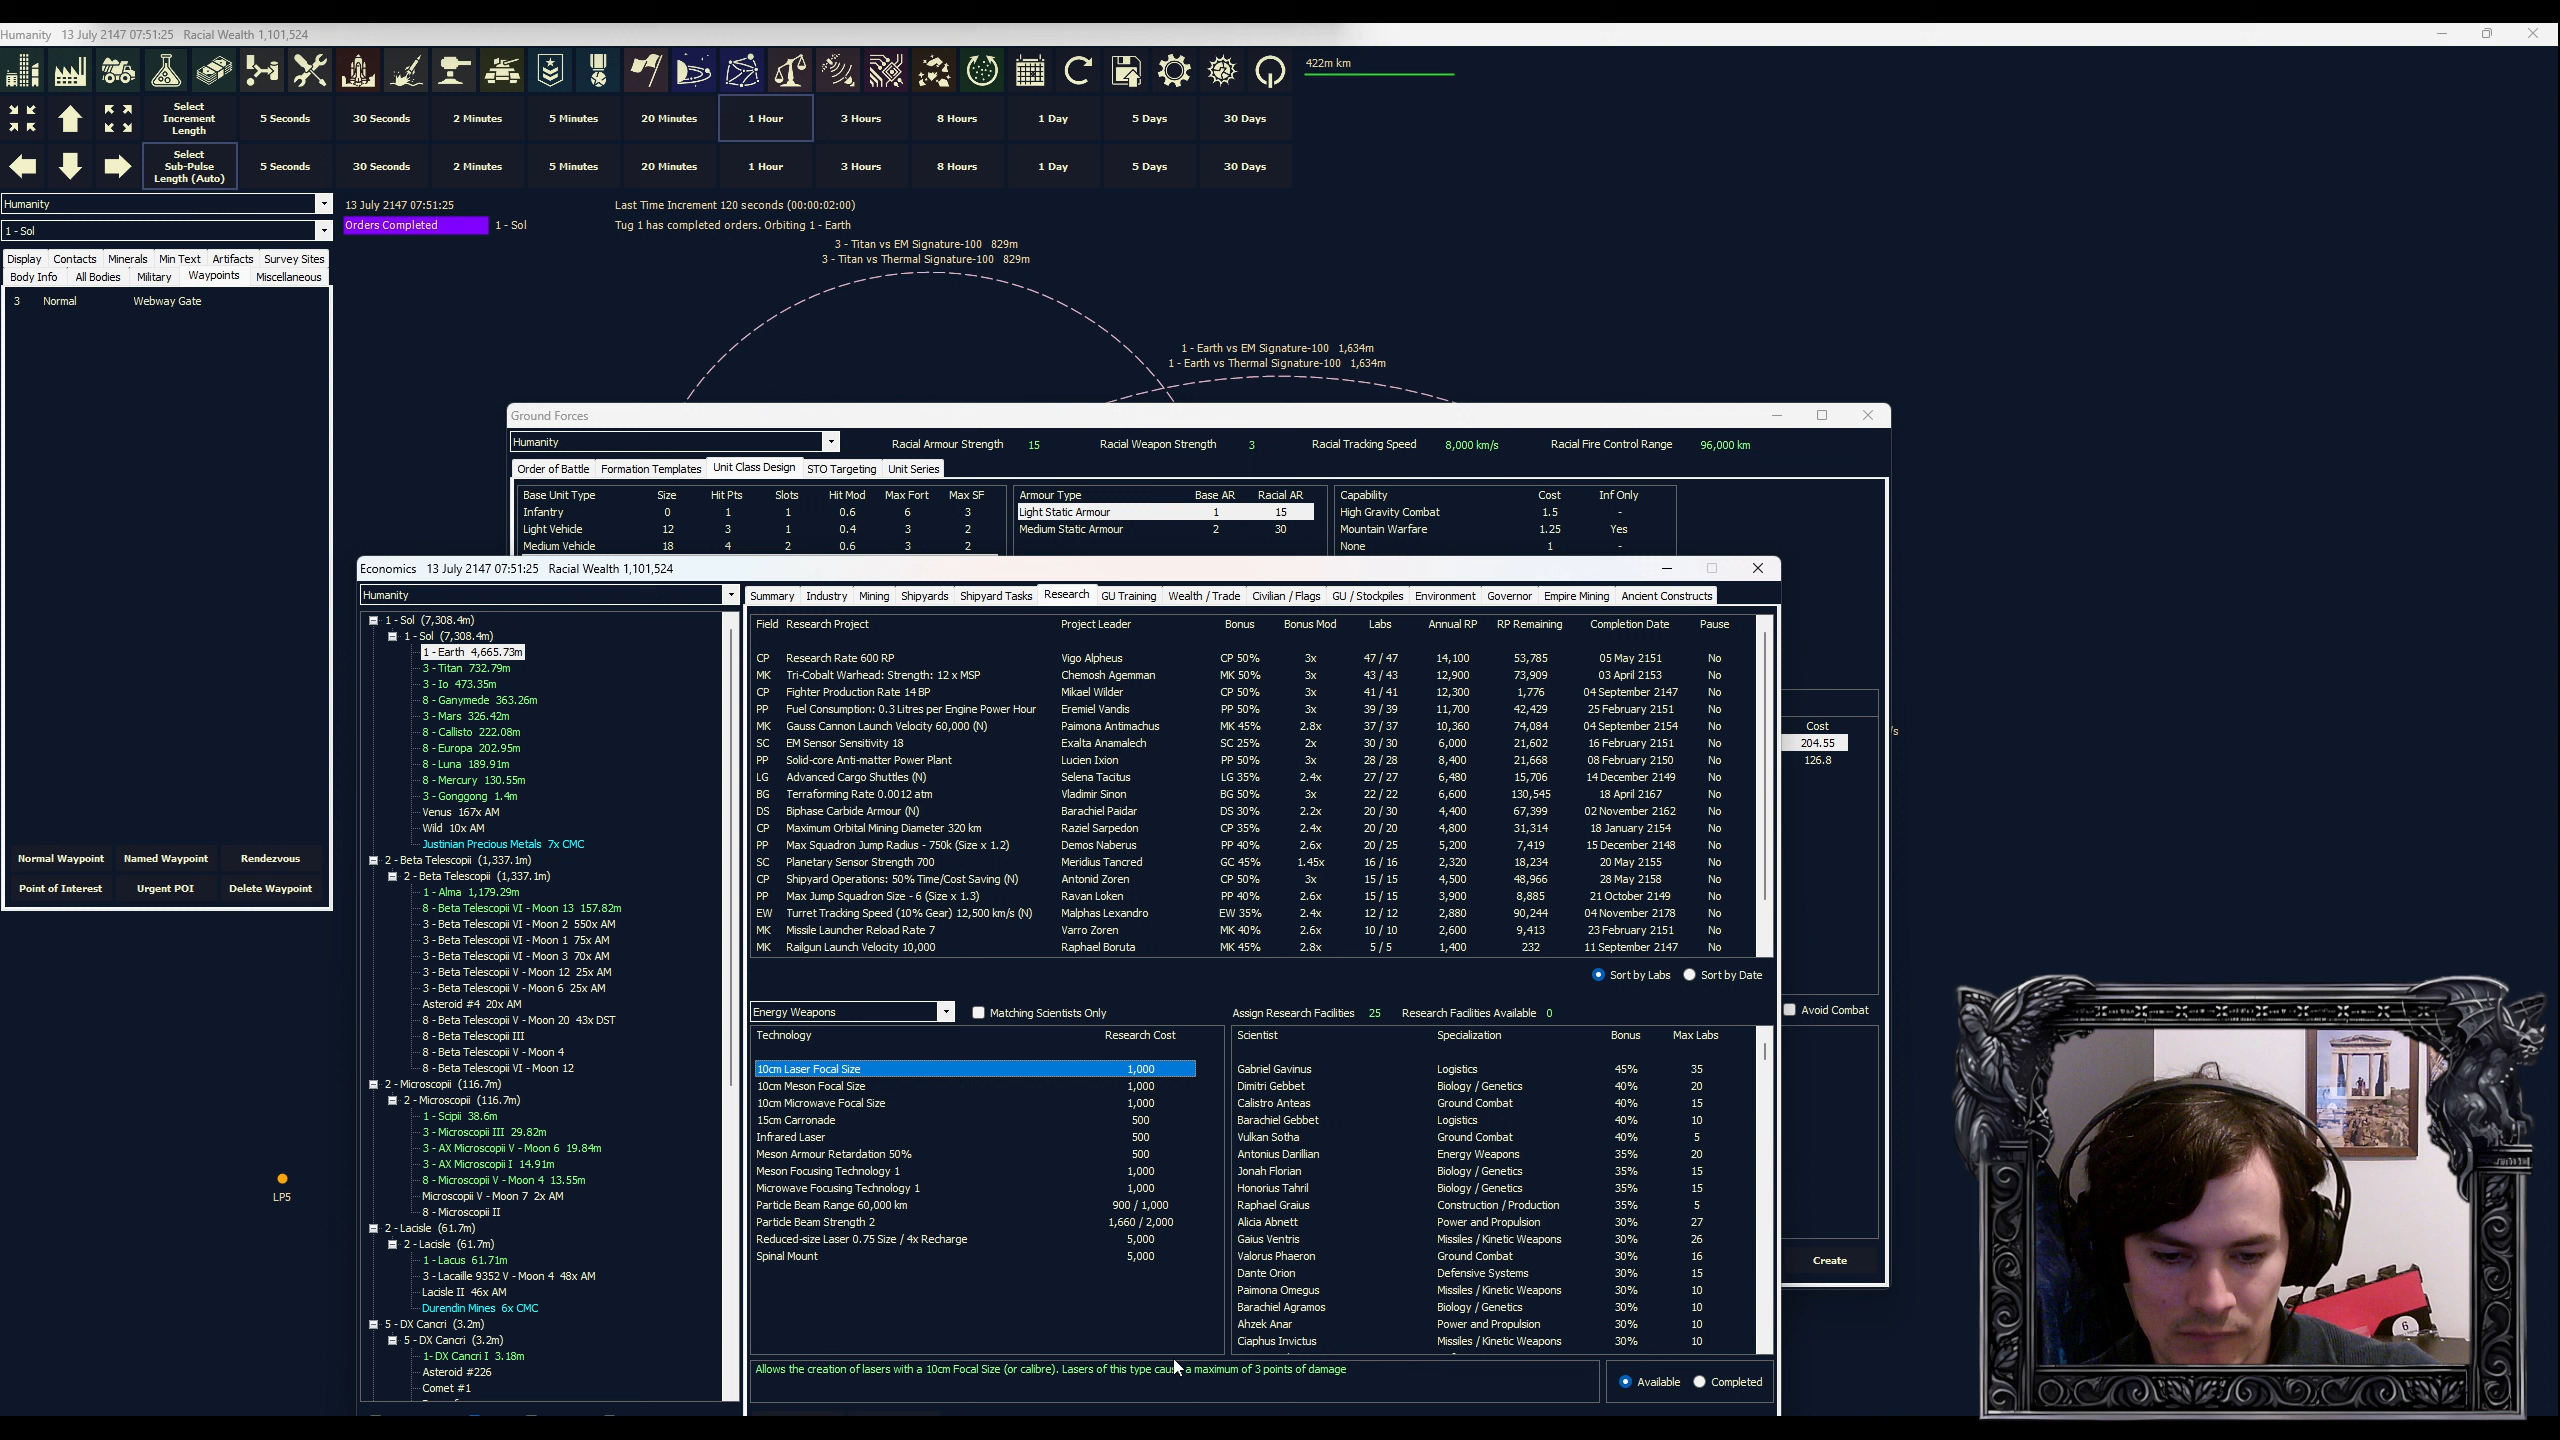 Humanity   13 July 2147 07:51:25   Racial Wealth 1,101,524
422m km
Select Increment Length   5 Seconds   30 Seconds   2 Minutes   5 Minutes   20 Minutes   1 Hour   3 Hours   8 Hours   1 Day   5 Days   30 Days
Select Sub-Pulse Length (Auto)   5 Seconds   30 Seconds   2 Minutes   5 Minutes   20 Minutes   1 Hour   3 Hours   8 Hours   1 Day   5 Days   30 Days
Humanity
1 - Sol
13 July 2147 07:51:25   Last Time Increment 120 seconds (00:00:02:00)
Orders Completed   1 - Sol   Tug 1 has completed orders. Orbiting 1 - Earth
3 - Titan vs EM Signature-100   829m
3 - Titan vs Thermal Signature-100   829m
1 - Earth vs EM Signature-100   1,634m
1 - Earth vs Thermal Signature-100   1,634m
Display   Contacts   Minerals   Min Text   Artifacts   Survey Sites
Body Info   All Bodies   Military   Waypoints   Miscellaneous
3   Normal   Webway Gate
Normal Waypoint   Named Waypoint   Rendezvous
Point of Interest   Urgent POI   Delete Waypoint
LP5
Ground Forces
Humanity   Racial Armour Strength   15   Racial Weapon Strength   3   Racial Tracking Speed   8,000 km/s   Racial Fire Control Range   96,000 km
Order of Battle   Formation Templates   Unit Class Design   STO Targeting   Unit Series
Base Unit Type   Size   Hit Pts   Slots   Hit Mod   Max Fort   Max SF
Infantry   0   1   1   0.6   6   3
Light Vehicle   12   3   1   0.4   3   2
Medium Vehicle   18   4   2   0.6   3   2
Armour Type   Base AR   Racial AR
Light Static Armour   1   15
Medium Static Armour   2   30
Capability   Cost   Inf Only
High Gravity Combat   1.5   -
Mountain Warfare   1.25   Yes
None   1   -
Cost
204.55
126.8
/s
Avoid Combat
Create
Economics   13 July 2147 07:51:25   Racial Wealth 1,101,524
Humanity
Summary   Industry   Mining   Shipyards   Shipyard Tasks   Research   GU Training   Wealth / Trade   Civilian / Flags   GU / Stockpiles   Environment   Governor   Empire Mining   Ancient Constructs
1 - Sol (7,308.4m)
1 - Sol (7,308.4m)
1 - Earth 4,665.73m
3 - Titan 732.79m
3 - Io 473.35m
8 - Ganymede 363.26m
3 - Mars 326.42m
8 - Callisto 222.08m
8 - Europa 202.95m
8 - Luna 189.91m
8 - Mercury 130.55m
3 - Gonggong 1.4m
Venus 167x AM
Wild 10x AM
Justinian Precious Metals 7x CMC
2 - Beta Telescopii (1,337.1m)
2 - Beta Telescopii (1,337.1m)
1 - Alma 1,179.29m
8 - Beta Telescopii VI - Moon 13 157.82m
3 - Beta Telescopii VI - Moon 2 550x AM
3 - Beta Telescopii VI - Moon 1 75x AM
3 - Beta Telescopii VI - Moon 3 70x AM
3 - Beta Telescopii V - Moon 12 25x AM
3 - Beta Telescopii V - Moon 6 25x AM
Asteroid #4 20x AM
8 - Beta Telescopii V - Moon 20 43x DST
8 - Beta Telescopii III
8 - Beta Telescopii V - Moon 4
8 - Beta Telescopii VI - Moon 12
2 - Microscopii (116.7m)
2 - Microscopii (116.7m)
1 - Scipii 38.6m
3 - Microscopii III 29.82m
3 - AX Microscopii V - Moon 6 19.84m
3 - AX Microscopii I 14.91m
8 - Microscopii V - Moon 4 13.55m
Microscopii V - Moon 7 2x AM
8 - Microscopii II
2 - Lacisle (61.7m)
2 - Lacisle (61.7m)
1 - Lacus 61.71m
3 - Lacaille 9352 V - Moon 4 48x AM
Lacisle II 46x AM
Durendin Mines 6x CMC
5 - DX Cancri (3.2m)
5 - DX Cancri (3.2m)
1- DX Cancri I 3.18m
Asteroid #226
Comet #1
Field   Research Project   Project Leader   Bonus   Bonus Mod   Labs   Annual RP   RP Remaining   Completion Date   Pause
CP   Research Rate 600 RP   Vigo Alpheus   CP 50%   3x   47 / 47   14,100   53,785   05 May 2151   No
MK   Tri-Cobalt Warhead: Strength: 12 x MSP   Chemosh Agemman   MK 50%   3x   43 / 43   12,900   73,909   03 April 2153   No
CP   Fighter Production Rate 14 BP   Mikael Wilder   CP 50%   3x   41 / 41   12,300   1,776   04 September 2147   No
PP   Fuel Consumption: 0.3 Litres per Engine Power Hour   Eremiel Vandis   PP 50%   3x   39 / 39   11,700   42,429   25 February 2151   No
MK   Gauss Cannon Launch Velocity 60,000 (N)   Paimona Antimachus   MK 45%   2.8x   37 / 37   10,360   74,084   04 September 2154   No
SC   EM Sensor Sensitivity 18   Exalta Anamalech   SC 25%   2x   30 / 30   6,000   21,602   16 February 2151   No
PP   Solid-core Anti-matter Power Plant   Lucien Ixion   PP 50%   3x   28 / 28   8,400   21,668   08 February 2150   No
LG   Advanced Cargo Shuttles (N)   Selena Tacitus   LG 35%   2.4x   27 / 27   6,480   15,706   14 December 2149   No
BG   Terraforming Rate 0.0012 atm   Vladimir Sinon   BG 50%   3x   22 / 22   6,600   130,545   18 April 2167   No
DS   Biphase Carbide Armour (N)   Barachiel Paidar   DS 30%   2.2x   20 / 30   4,400   67,399   02 November 2162   No
CP   Maximum Orbital Mining Diameter 320 km   Raziel Sarpedon   CP 35%   2.4x   20 / 20   4,800   31,314   18 January 2154   No
PP   Max Squadron Jump Radius - 750k (Size x 1.2)   Demos Naberus   PP 40%   2.6x   20 / 25   5,200   7,419   15 December 2148   No
SC   Planetary Sensor Strength 700   Meridius Tancred   GC 45%   1.45x   16 / 16   2,320   18,234   20 May 2155   No
CP   Shipyard Operations: 50% Time/Cost Saving (N)   Antonid Zoren   CP 50%   3x   15 / 15   4,500   48,966   28 May 2158   No
PP   Max Jump Squadron Size - 6 (Size x 1.3)   Ravan Loken   PP 40%   2.6x   15 / 15   3,900   8,885   21 October 2149   No
EW   Turret Tracking Speed (10% Gear) 12,500 km/s (N)   Malphas Lexandro   EW 35%   2.4x   12 / 12   2,880   90,244   04 November 2178   No
MK   Missile Launcher Reload Rate 7   Varro Zoren   MK 40%   2.6x   10 / 10   2,600   9,413   23 February 2151   No
MK   Railgun Launch Velocity 10,000   Raphael Boruta   MK 45%   2.8x   5 / 5   1,400   232   11 September 2147   No
Sort by Labs   Sort by Date
Energy Weapons   Matching Scientists Only   Assign Research Facilities   25   Research Facilities Available   0
Technology   Research Cost
10cm Laser Focal Size   1,000
10cm Meson Focal Size   1,000
10cm Microwave Focal Size   1,000
15cm Carronade   500
Infrared Laser   500
Meson Armour Retardation 50%   500
Meson Focusing Technology 1   1,000
Microwave Focusing Technology 1   1,000
Particle Beam Range 60,000 km   900 / 1,000
Particle Beam Strength 2   1,660 / 2,000
Reduced-size Laser 0.75 Size / 4x Recharge   5,000
Spinal Mount   5,000
Scientist   Specialization   Bonus   Max Labs
Gabriel Gavinus   Logistics   45%   35
Dimitri Gebbet   Biology / Genetics   40%   20
Calistro Anteas   Ground Combat   40%   15
Barachiel Gebbet   Logistics   40%   10
Vulkan Sotha   Ground Combat   40%   5
Antonius Darillian   Energy Weapons   35%   20
Jonah Florian   Biology / Genetics   35%   15
Honorius Tahril   Biology / Genetics   35%   15
Raphael Graius   Construction / Production   35%   5
Alicia Abnett   Power and Propulsion   30%   27
Gaius Ventris   Missiles / Kinetic Weapons   30%   26
Valorus Phaeron   Ground Combat   30%   16
Dante Orion   Defensive Systems   30%   15
Paimona Omegus   Missiles / Kinetic Weapons   30%   10
Barachiel Agramos   Biology / Genetics   30%   10
Ahzek Anar   Power and Propulsion   30%   10
Ciaphus Invictus   Missiles / Kinetic Weapons   30%   10
Allows the creation of lasers with a 10cm Focal Size (or calibre). Lasers of this type a maximum of 3 points of damage
Available   Completed
6